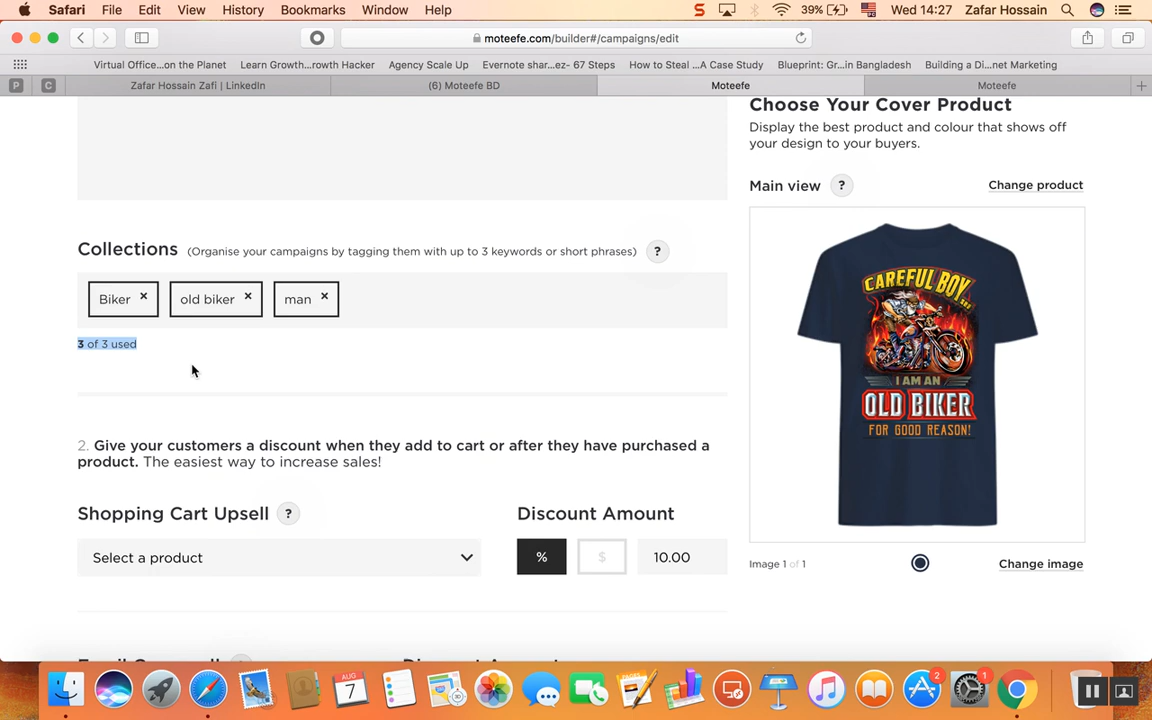 Safari File Edit View History Bookmarks Window Help S 39% Wed 14:27 Zafar Hossain
moteefe.com/builder#/campaigns/edit
Virtual Office...on the Planet Learn Growth...rowth Hacker Agency Scale Up Evernote shar...ez- 67 Steps How to Steal ...A Case Study Blueprint: Gr...in Bangladesh Building a Di...net Marketing
P C Zafar Hossain Zafi | LinkedIn (6) Moteefe BD Moteefe Moteefe
Choose Your Cover Product
Display the best product and colour that shows off
your design to your buyers.
Main view ? Change product
Collections (Organise your campaigns by tagging them with up to 3 keywords or short phrases) ?
Biker × old biker × man ×
3 of 3 used
CAREFUL BOY...
I AM AN
OLD BIKER
FOR GOOD REASON!
2. Give your customers a discount when they add to cart or after they have purchased a
product. The easiest way to increase sales!
Shopping Cart Upsell ? Discount Amount
Select a product % $ 10.00
Image 1 of 1 Change image
AUG
7
2
1